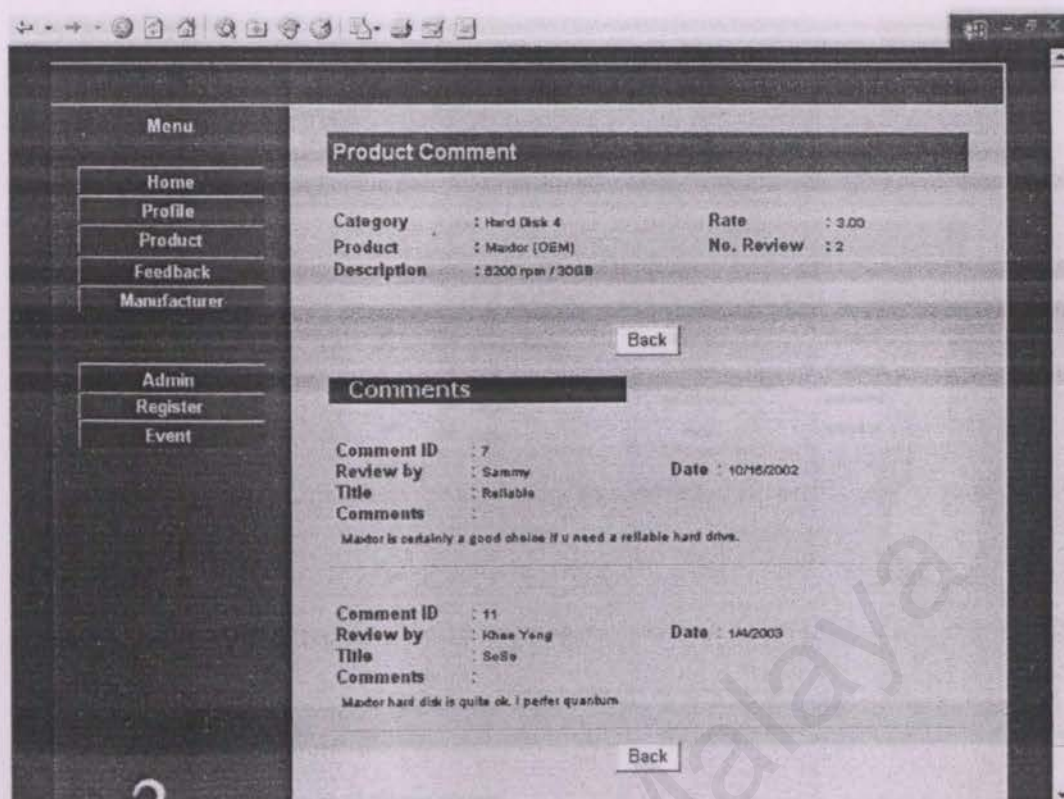 Menu
Home
Profile
Product
Feedback
Manufacturer
Admin
Register
Event
Product Comment
Category : Hard Disk 4 Rate : 3.00
Product : Maxtor (OEM) No. Review : 2
Description : 5200 rpm / 30GB
Back
Comments
Comment ID : 7
Review by : Sammy Date : 10/16/2002
Title : Reliable
Comments :
Maxtor is certainly a good choice if u need a reliable hard drive.
Comment ID : 11
Review by : Khae Yong Date : 1/4/2003
Title : SoSo
Comments :
Maxtor hard disk is quite ok. I perfer quantum
Back
Malaya